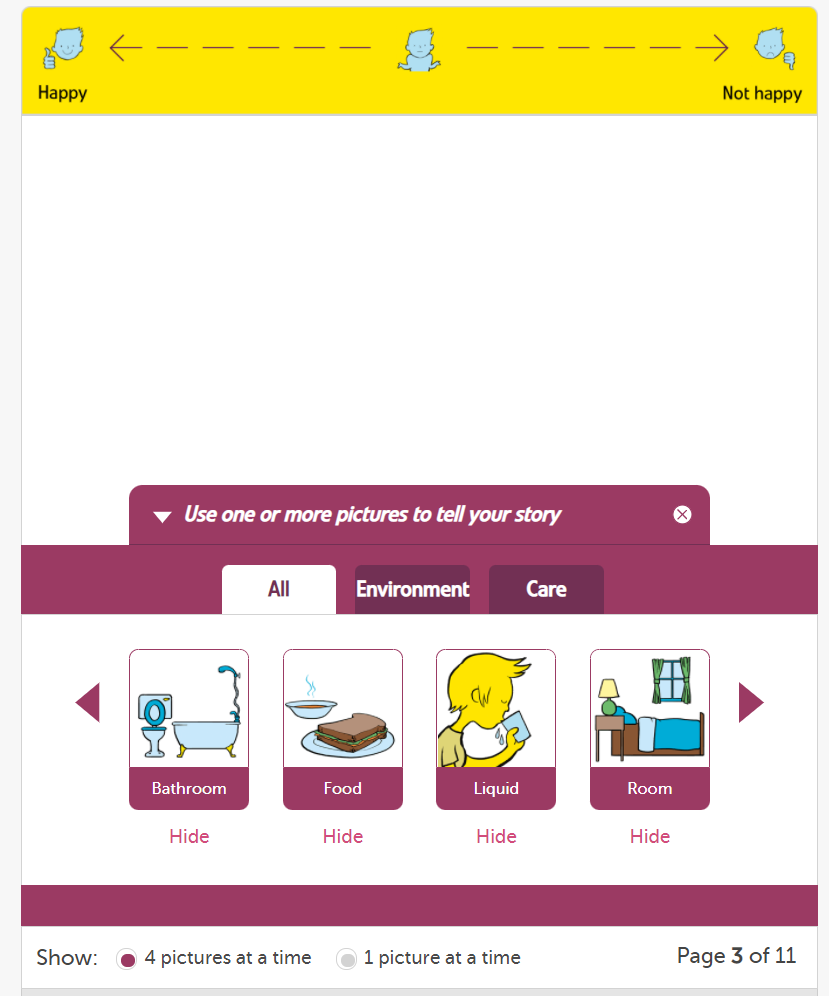 Happy
Not happy
Use one or more pictures to tell your story
All Environment Care
Bathroom Food Liquid Room
Hide Hide Hide Hide
Show: 4 pictures at a time 1 picture at a time Page 3 of 11